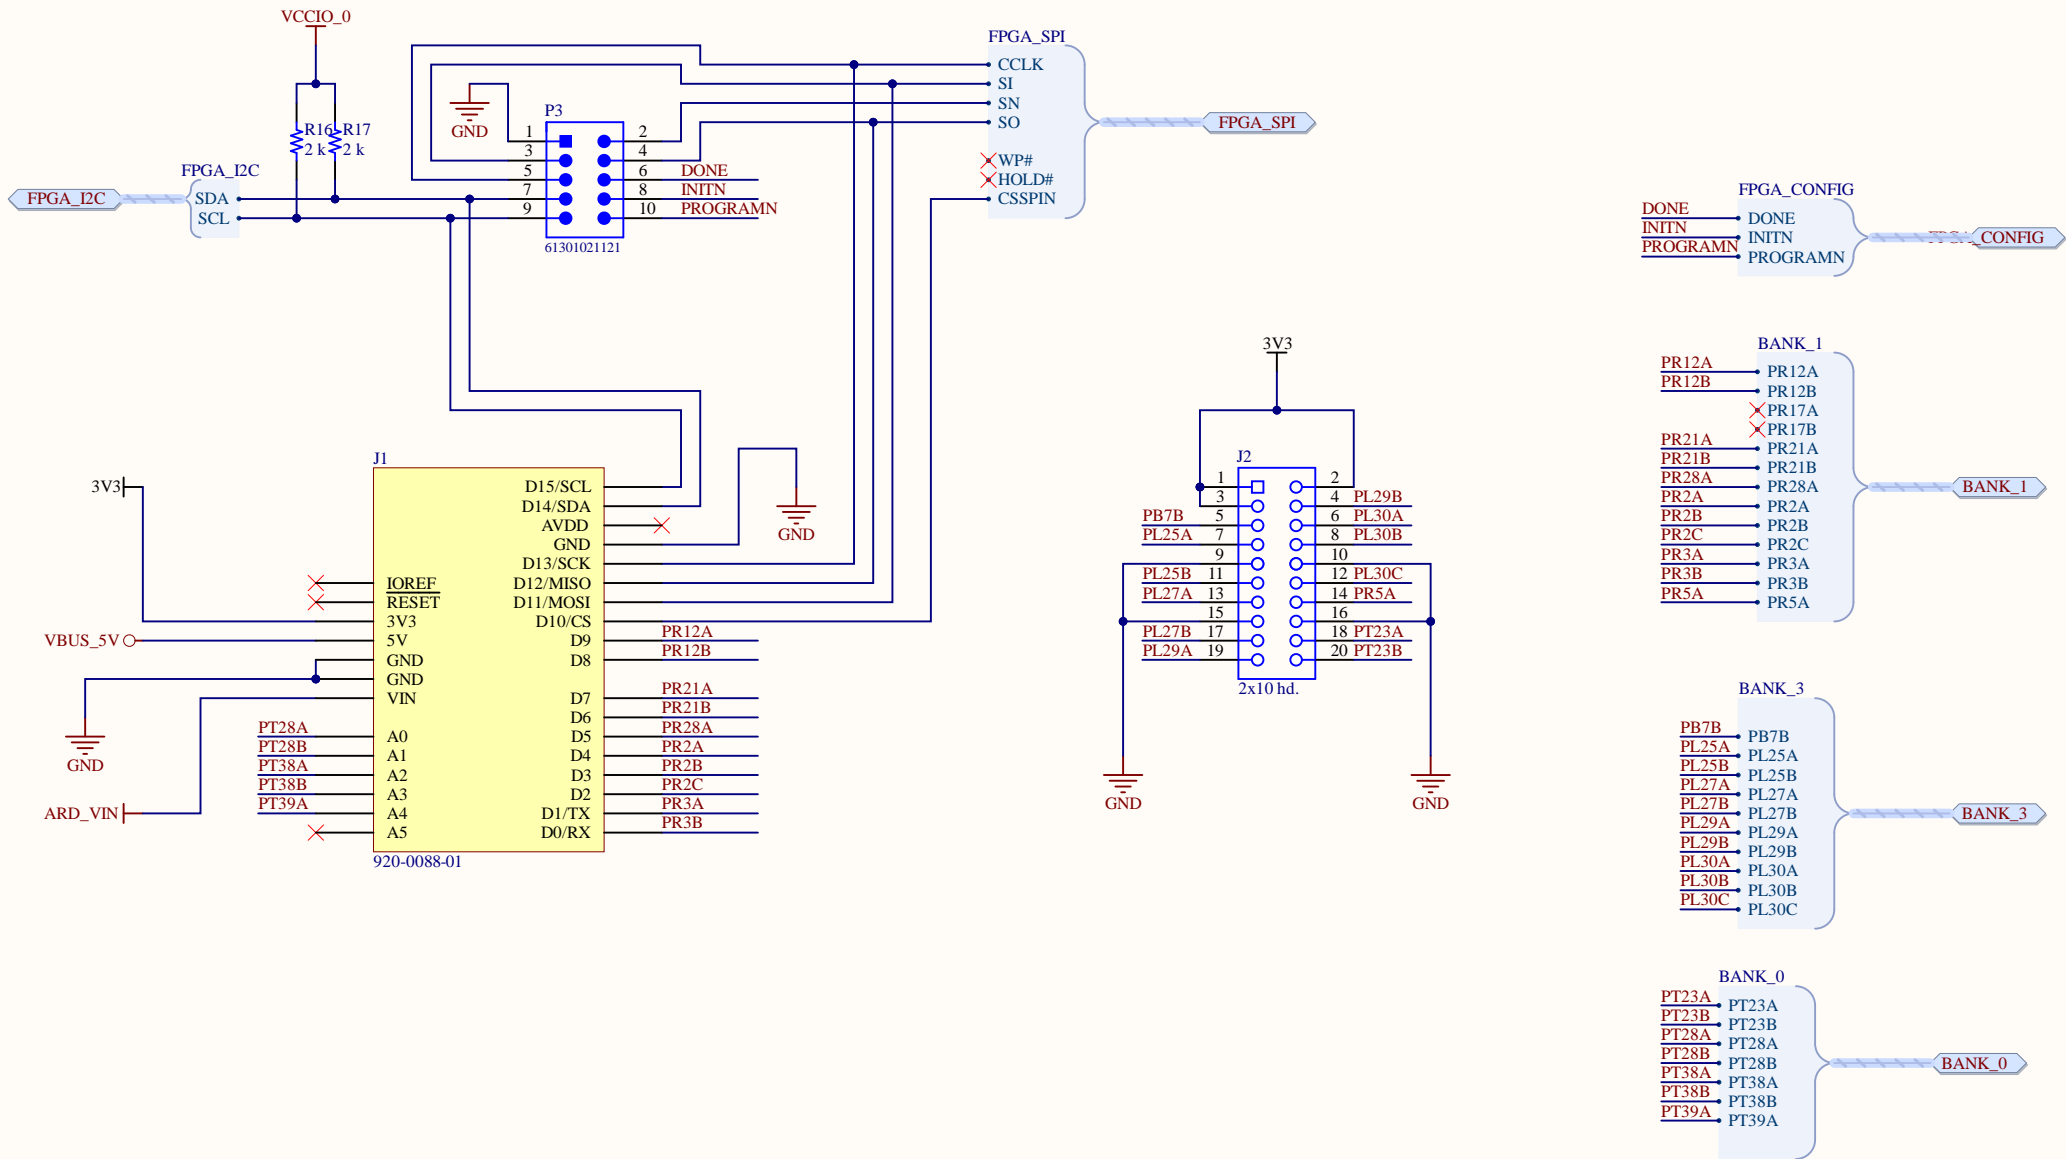 VCCIO_0
R16
2 k
R17
2 k
FPGA_I2C
FPGA_I2C
SDA
SCL
GND
P3
1
3
5
7
9
2
4
6
8
10
DONE
INITN
PROGRAMN
61301021121
FPGA_SPI
CCLK
SI
SN
SO
WP#
HOLD#
CSSPIN
FPGA_SPI
J1
3V3
VBUS_5V
GND
ARD_VIN
IOREF
RESET
3V3
5V
GND
GND
VIN
PT28A A0
PT28B A1
PT38A A2
PT38B A3
PT39A A4
A5
D15/SCL
D14/SDA
AVDD
GND
D13/SCK
D12/MISO
D11/MOSI
D10/CS
D9 PR12A
D8 PR12B
D7 PR21A
D6 PR21B
D5 PR28A
D4 PR2A
D3 PR2B
D2 PR2C
D1/TX PR3A
D0/RX PR3B
920-0088-01
GND
3V3
J2
1 2
3 4 PL29B
PB7B 5 6 PL30A
PL25A 7 8 PL30B
9 10
PL25B 11 12 PL30C
PL27A 13 14 PR5A
15 16
PL27B 17 18 PT23A
PL29A 19 20 PT23B
2x10 hd.
GND
GND
FPGA_CONFIG
DONE DONE
INITN INITN
PROGRAMN PROGRAMN
FPGA_CONFIG
BANK_1
PR12A PR12A
PR12B PR12B
PR17A
PR17B
PR21A PR21A
PR21B PR21B
PR28A PR28A
PR2A PR2A
PR2B PR2B
PR2C PR2C
PR3A PR3A
PR3B PR3B
PR5A PR5A
BANK_1
BANK_3
PB7B PB7B
PL25A PL25A
PL25B PL25B
PL27A PL27A
PL27B PL27B
PL29A PL29A
PL29B PL29B
PL30A PL30A
PL30B PL30B
PL30C PL30C
BANK_3
BANK_0
PT23A PT23A
PT23B PT23B
PT28A PT28A
PT28B PT28B
PT38A PT38A
PT38B PT38B
PT39A PT39A
BANK_0